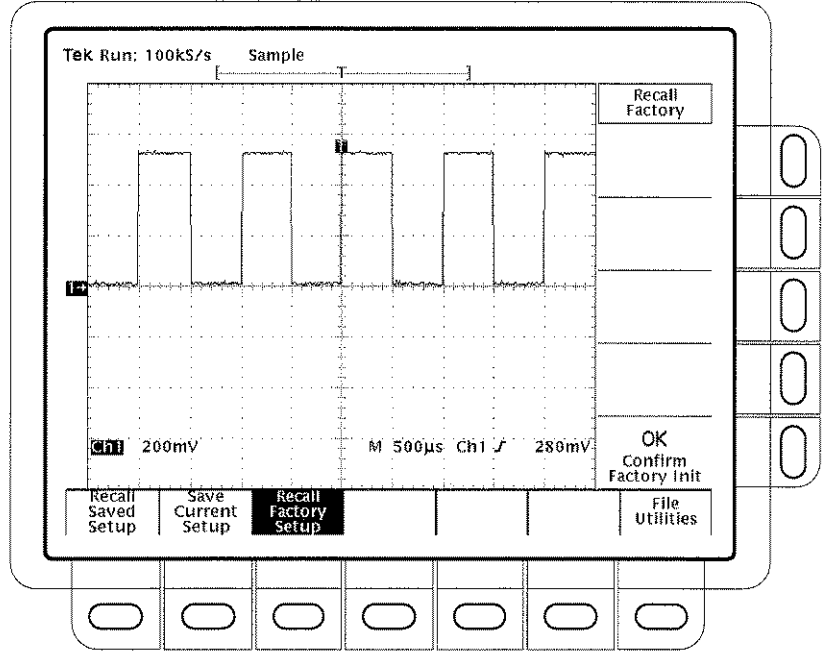 Tek Run: 100kS/s Sample
T
Recall
Factory
T
1→
Ch1 200mV M 500µs Ch1 280mV
OK
Confirm
Factory Init
Recall
Saved
Setup
Save
Current
Setup
Recall
Factory
Setup
File
Utilities